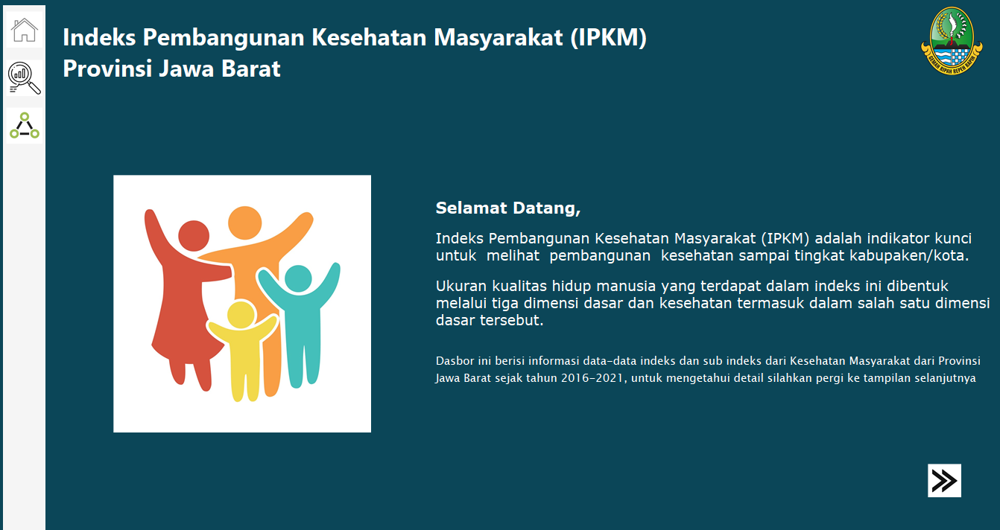 Indeks Pembangunan Kesehatan Masyarakat (IPKM)
Provinsi Jawa Barat
GEMAH RIPAH REPEH RAPIH
Selamat Datang,
Indeks Pembangunan Kesehatan Masyarakat (IPKM) adalah indikator kunci
untuk melihat pembangunan kesehatan sampai tingkat kabupaken/kota.
Ukuran kualitas hidup manusia yang terdapat dalam indeks ini dibentuk
melalui tiga dimensi dasar dan kesehatan termasuk dalam salah satu dimensi
dasar tersebut.
Dasbor ini berisi informasi data-data indeks dan sub indeks dari Kesehatan Masyarakat dari Provinsi
Jawa Barat sejak tahun 2016-2021, untuk mengetahui detail silahkan pergi ke tampilan selanjutnya